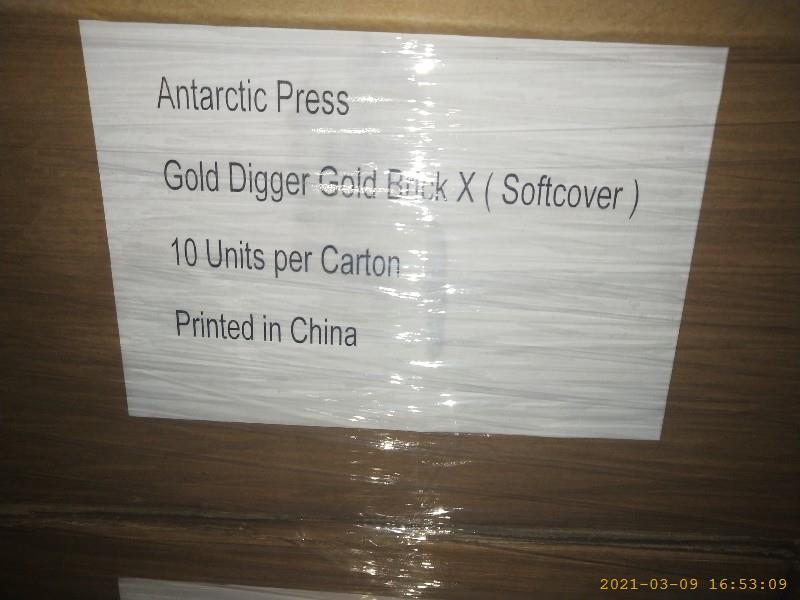 Antarctic Press
Gold Digger Gold Brick X ( Softcover )
10 Units per Carton
Printed in China
2021-03-09 16:53:09